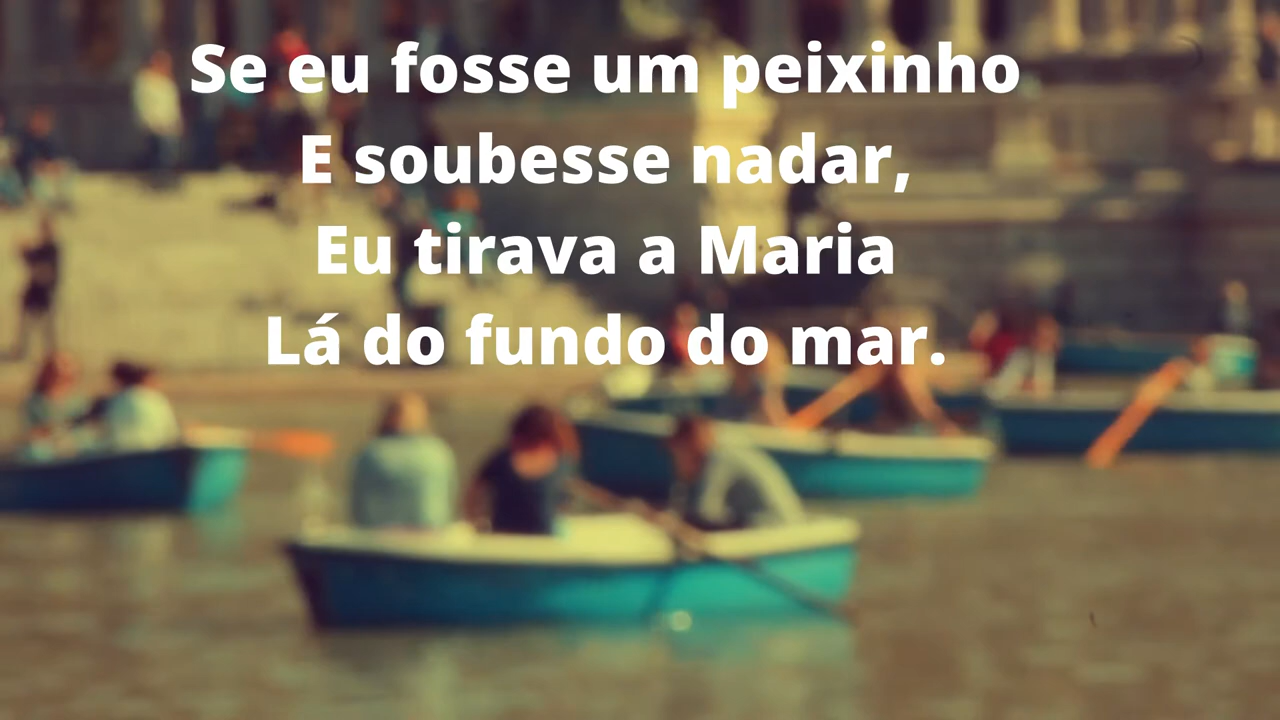 Se eu fosse um peixinho
E soubesse nadar,
Eu tirava a Maria
Lá do fundo do mar.